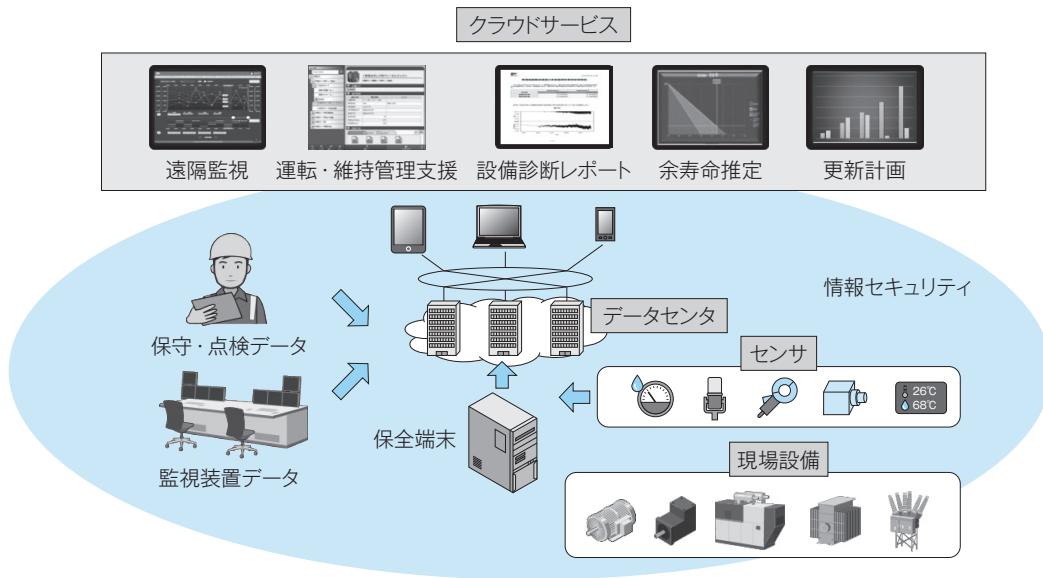 クラウドサービス
遠隔監視
運転・維持管理支援
設備診断レポート
余寿命推定
更新計画
情報セキュリティ
データセンタ
保守・点検データ
センサ
26℃
68℃
保全端末
監視装置データ
現場設備